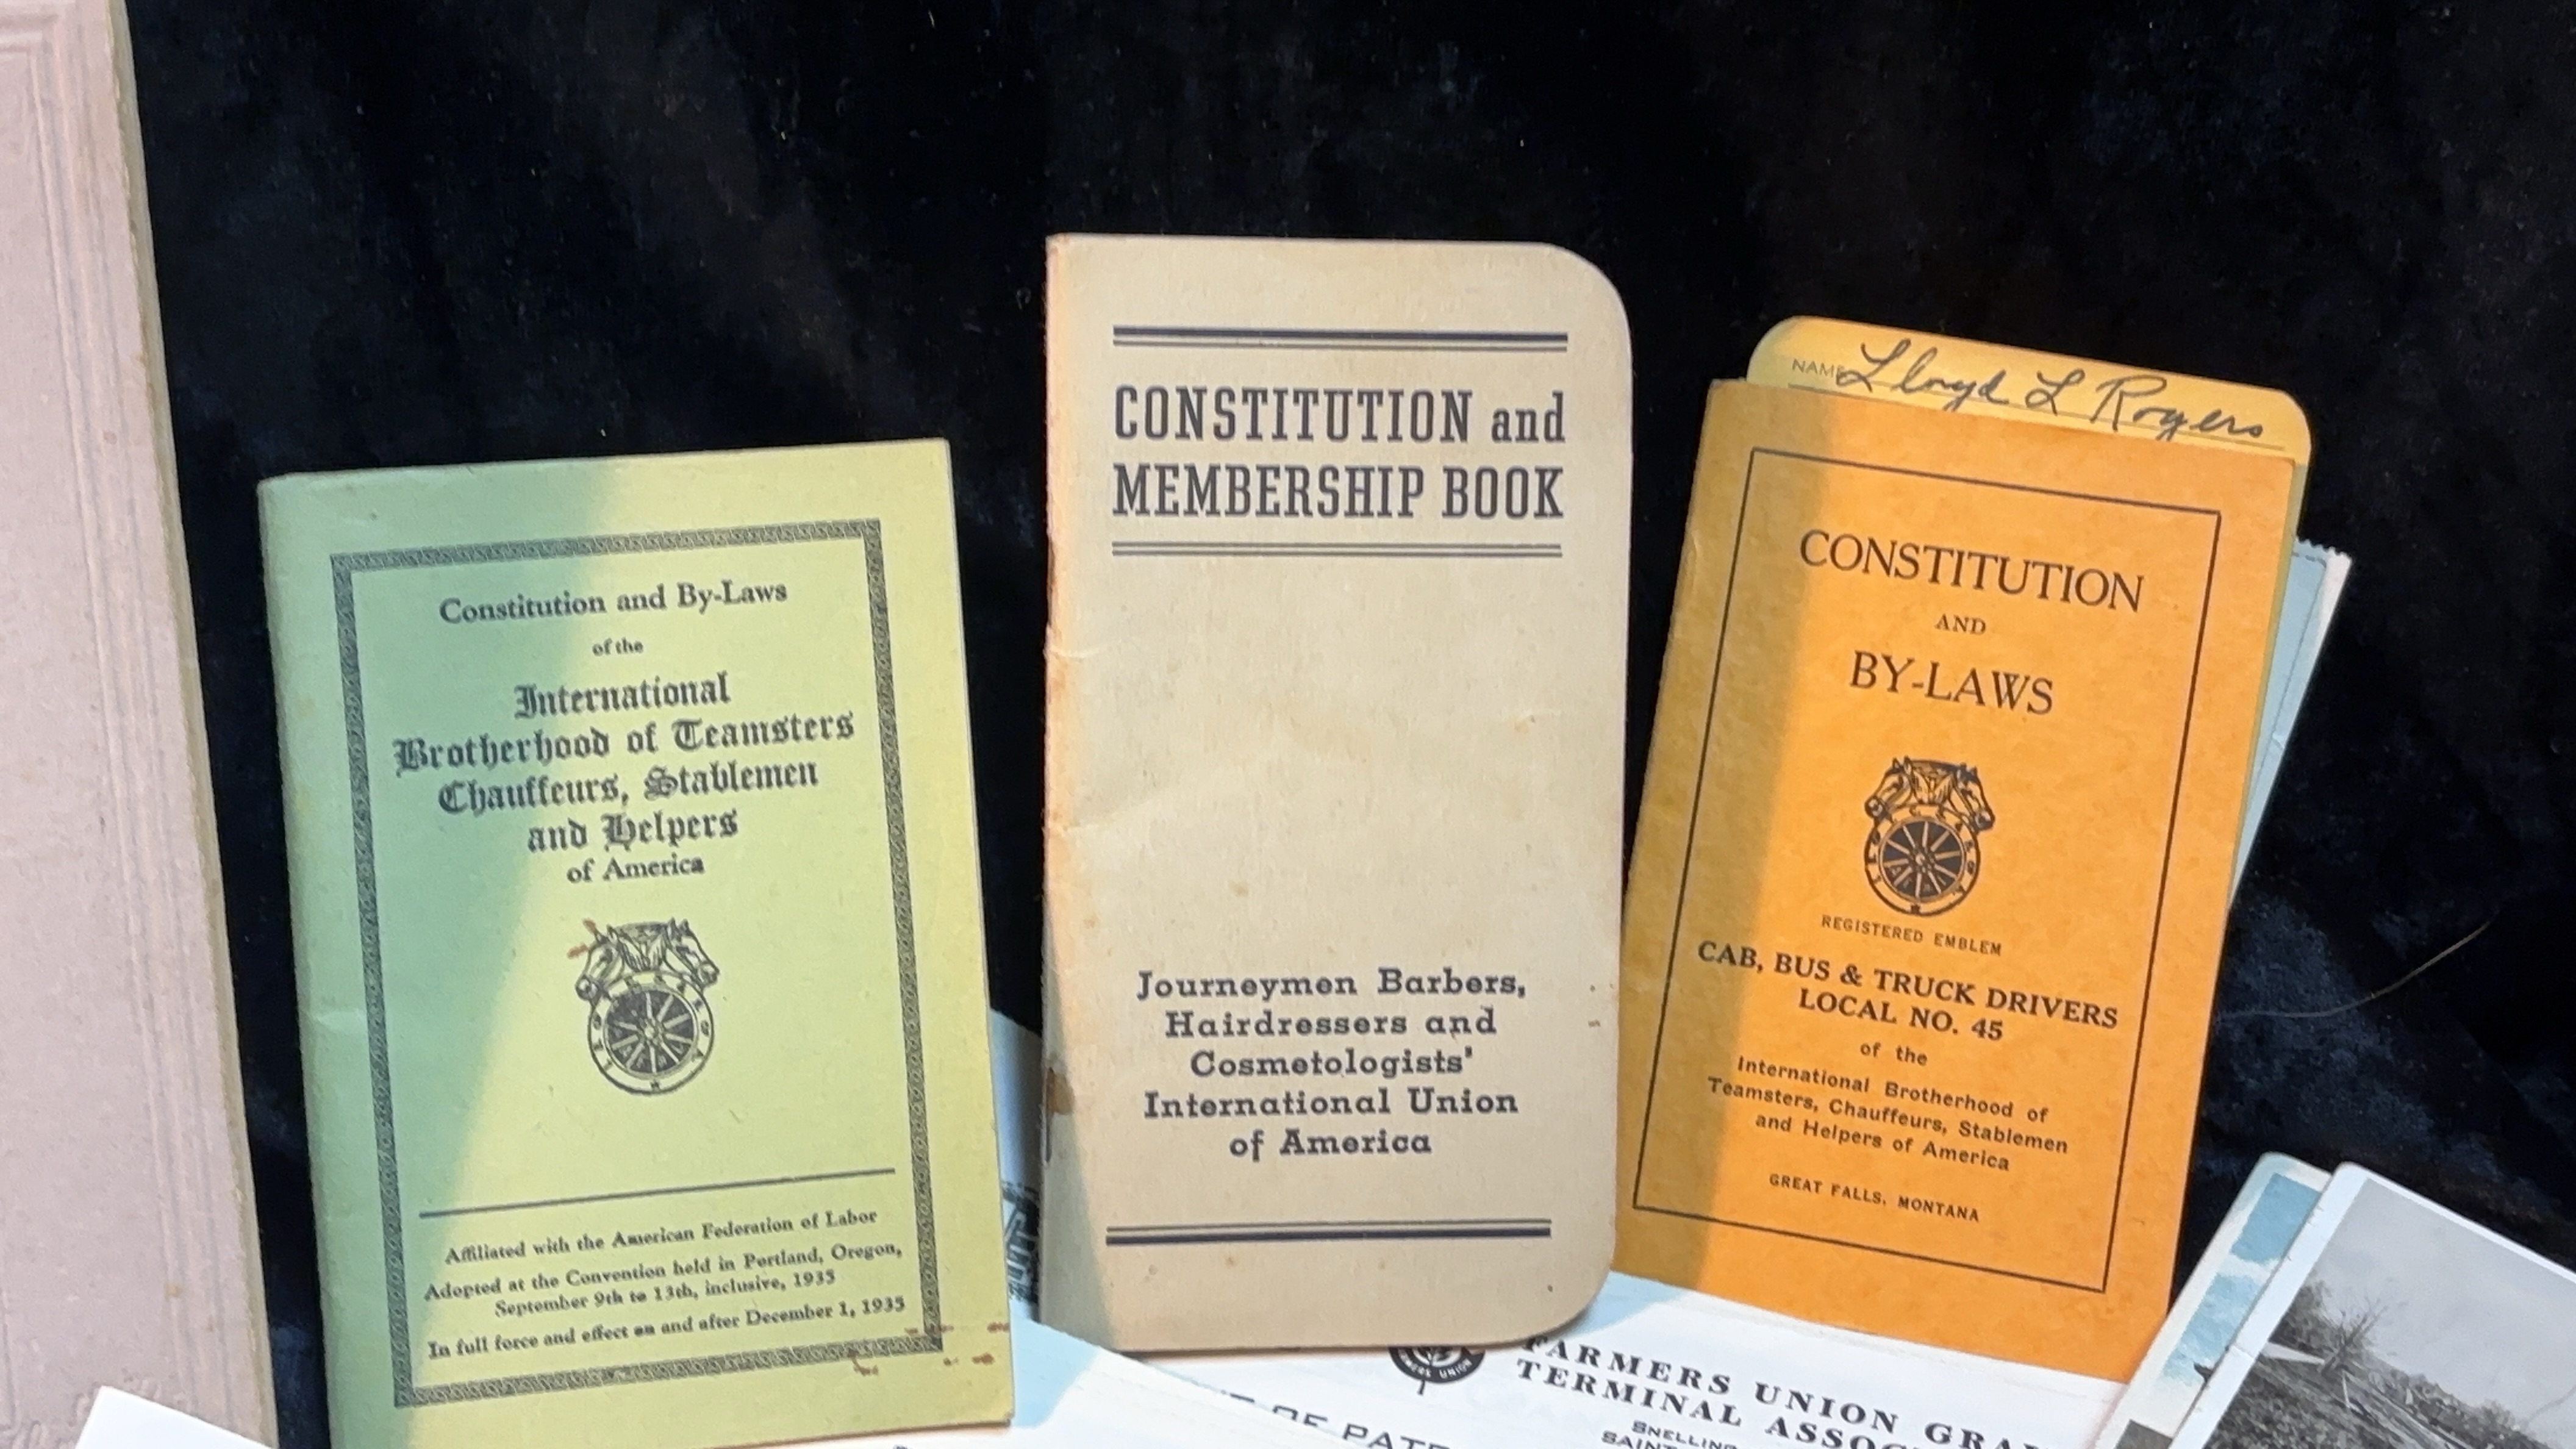 Constitution and By-Laws
of the
International
Brotherhood of Teamsters
Chauffeurs, Stablemen
and Helpers
of America
Affiliated with the American Federation of Labor
Adopted at the Convention held in Portland, Oregon,
September 9th to 13th, inclusive, 1935
In full force and effect on and after December 1, 1935
CONSTITUTION and
MEMBERSHIP BOOK
Journeymen Barbers,
Hairdressers and
Cosmetologists'
International Union
of America
NAME Lloyd L Rogers
CONSTITUTION
AND
BY-LAWS
REGISTERED EMBLEM
CAB, BUS & TRUCK DRIVERS
LOCAL NO. 45
of the
International Brotherhood of
Teamsters, Chauffeurs, Stablemen
and Helpers of America
GREAT FALLS, MONTANA
FARMERS UNION
TERMINAL
SNELLING
OF